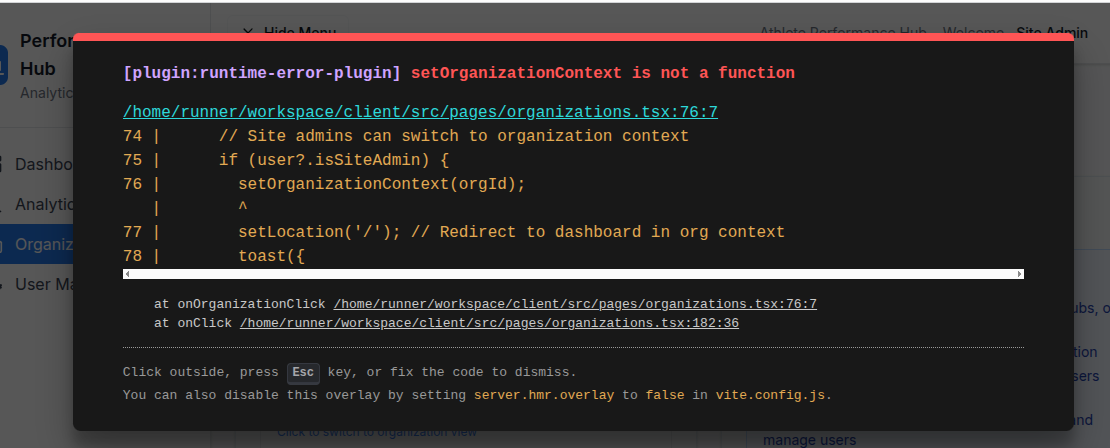 Perfor
Hub
Analytic
Hide Menu
Athlete Performance Hub
Welcome, Site Admin
Dashbo
Analytic
Organiz
User Ma
[plugin:runtime-error-plugin] setOrganizationContext is not a function
/home/runner/workspace/client/src/pages/organizations.tsx:76:7
74 |      // Site admins can switch to organization context
75 |      if (user?.isSiteAdmin) {
76 |        setOrganizationContext(orgId);
   |        ^
77 |        setLocation('/'); // Redirect to dashboard in org context
78 |        toast({
at onOrganizationClick /home/runner/workspace/client/src/pages/organizations.tsx:76:7
at onClick /home/runner/workspace/client/src/pages/organizations.tsx:182:36
Click outside, press Esc key, or fix the code to dismiss.
You can also disable this overlay by setting server.hmr.overlay to false in vite.config.js.
ubs, o
tion
sers
and
Click to switch to organization view
manage users